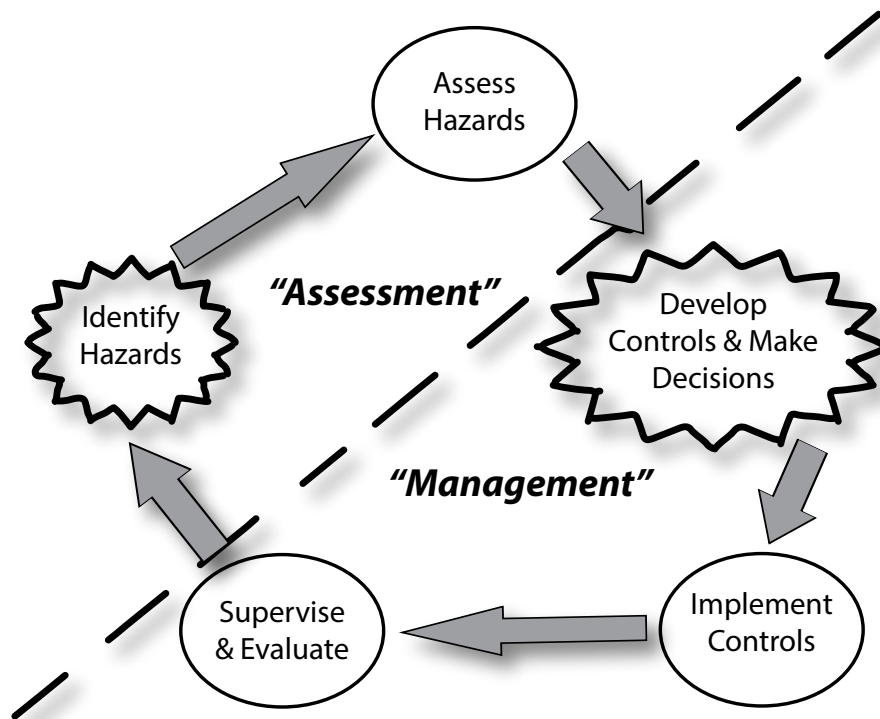 Assess
Hazards
“Assessment”
Identify
Hazards
Develop
Controls & Make
Decisions
“Management”
Supervise
& Evaluate
Implement
Controls